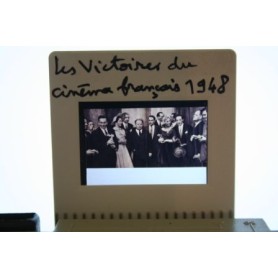 Les Victoires du
cinéma français 1948